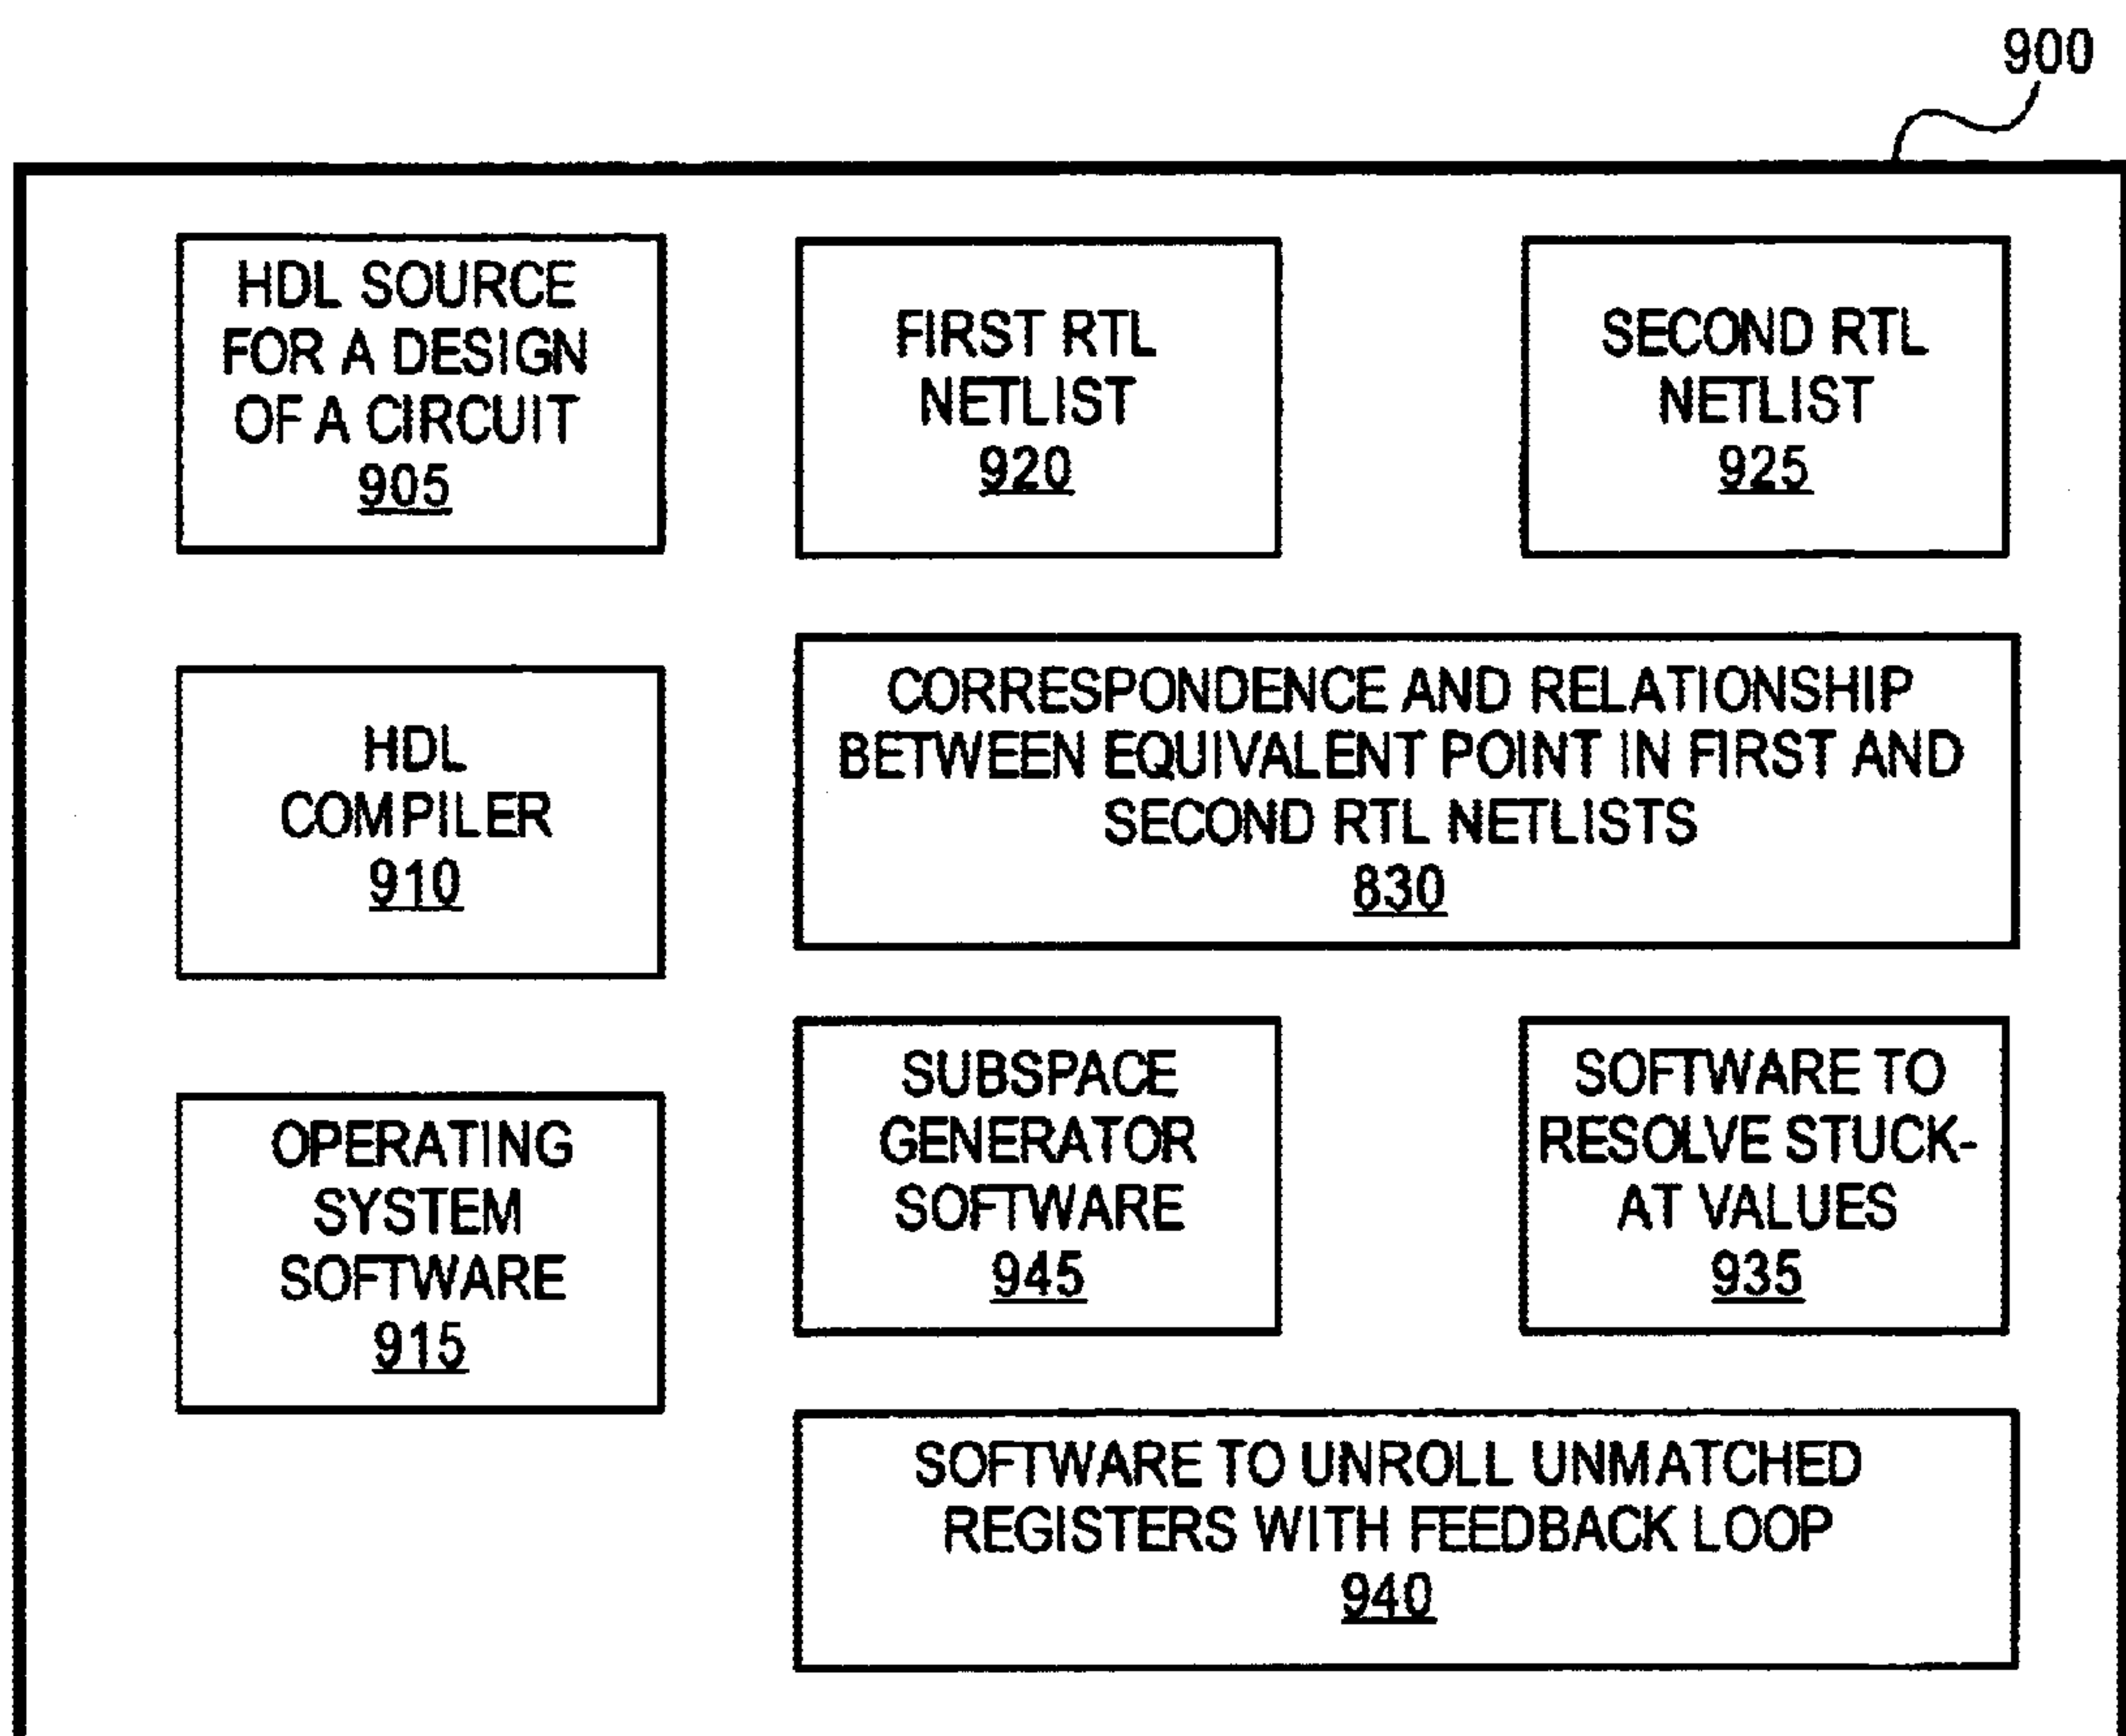 900
HDL SOURCE
FOR A DESIGN
OF A CIRCUIT
905
FIRST RTL
NETLIST
920
SECOND RTL
NETLIST
925
HDL
COMPILER
910
CORRESPONDENCE AND RELATIONSHIP
BETWEEN EQUIVALENT POINT IN FIRST AND
SECOND RTL NETLISTS
830
OPERATING
SYSTEM
SOFTWARE
915
SUBSPACE
GENERATOR
SOFTWARE
945
SOFTWARE TO
RESOLVE STUCK-
AT VALUES
935
SOFTWARE TO UNROLL UNMATCHED
REGISTERS WITH FEEDBACK LOOP
940